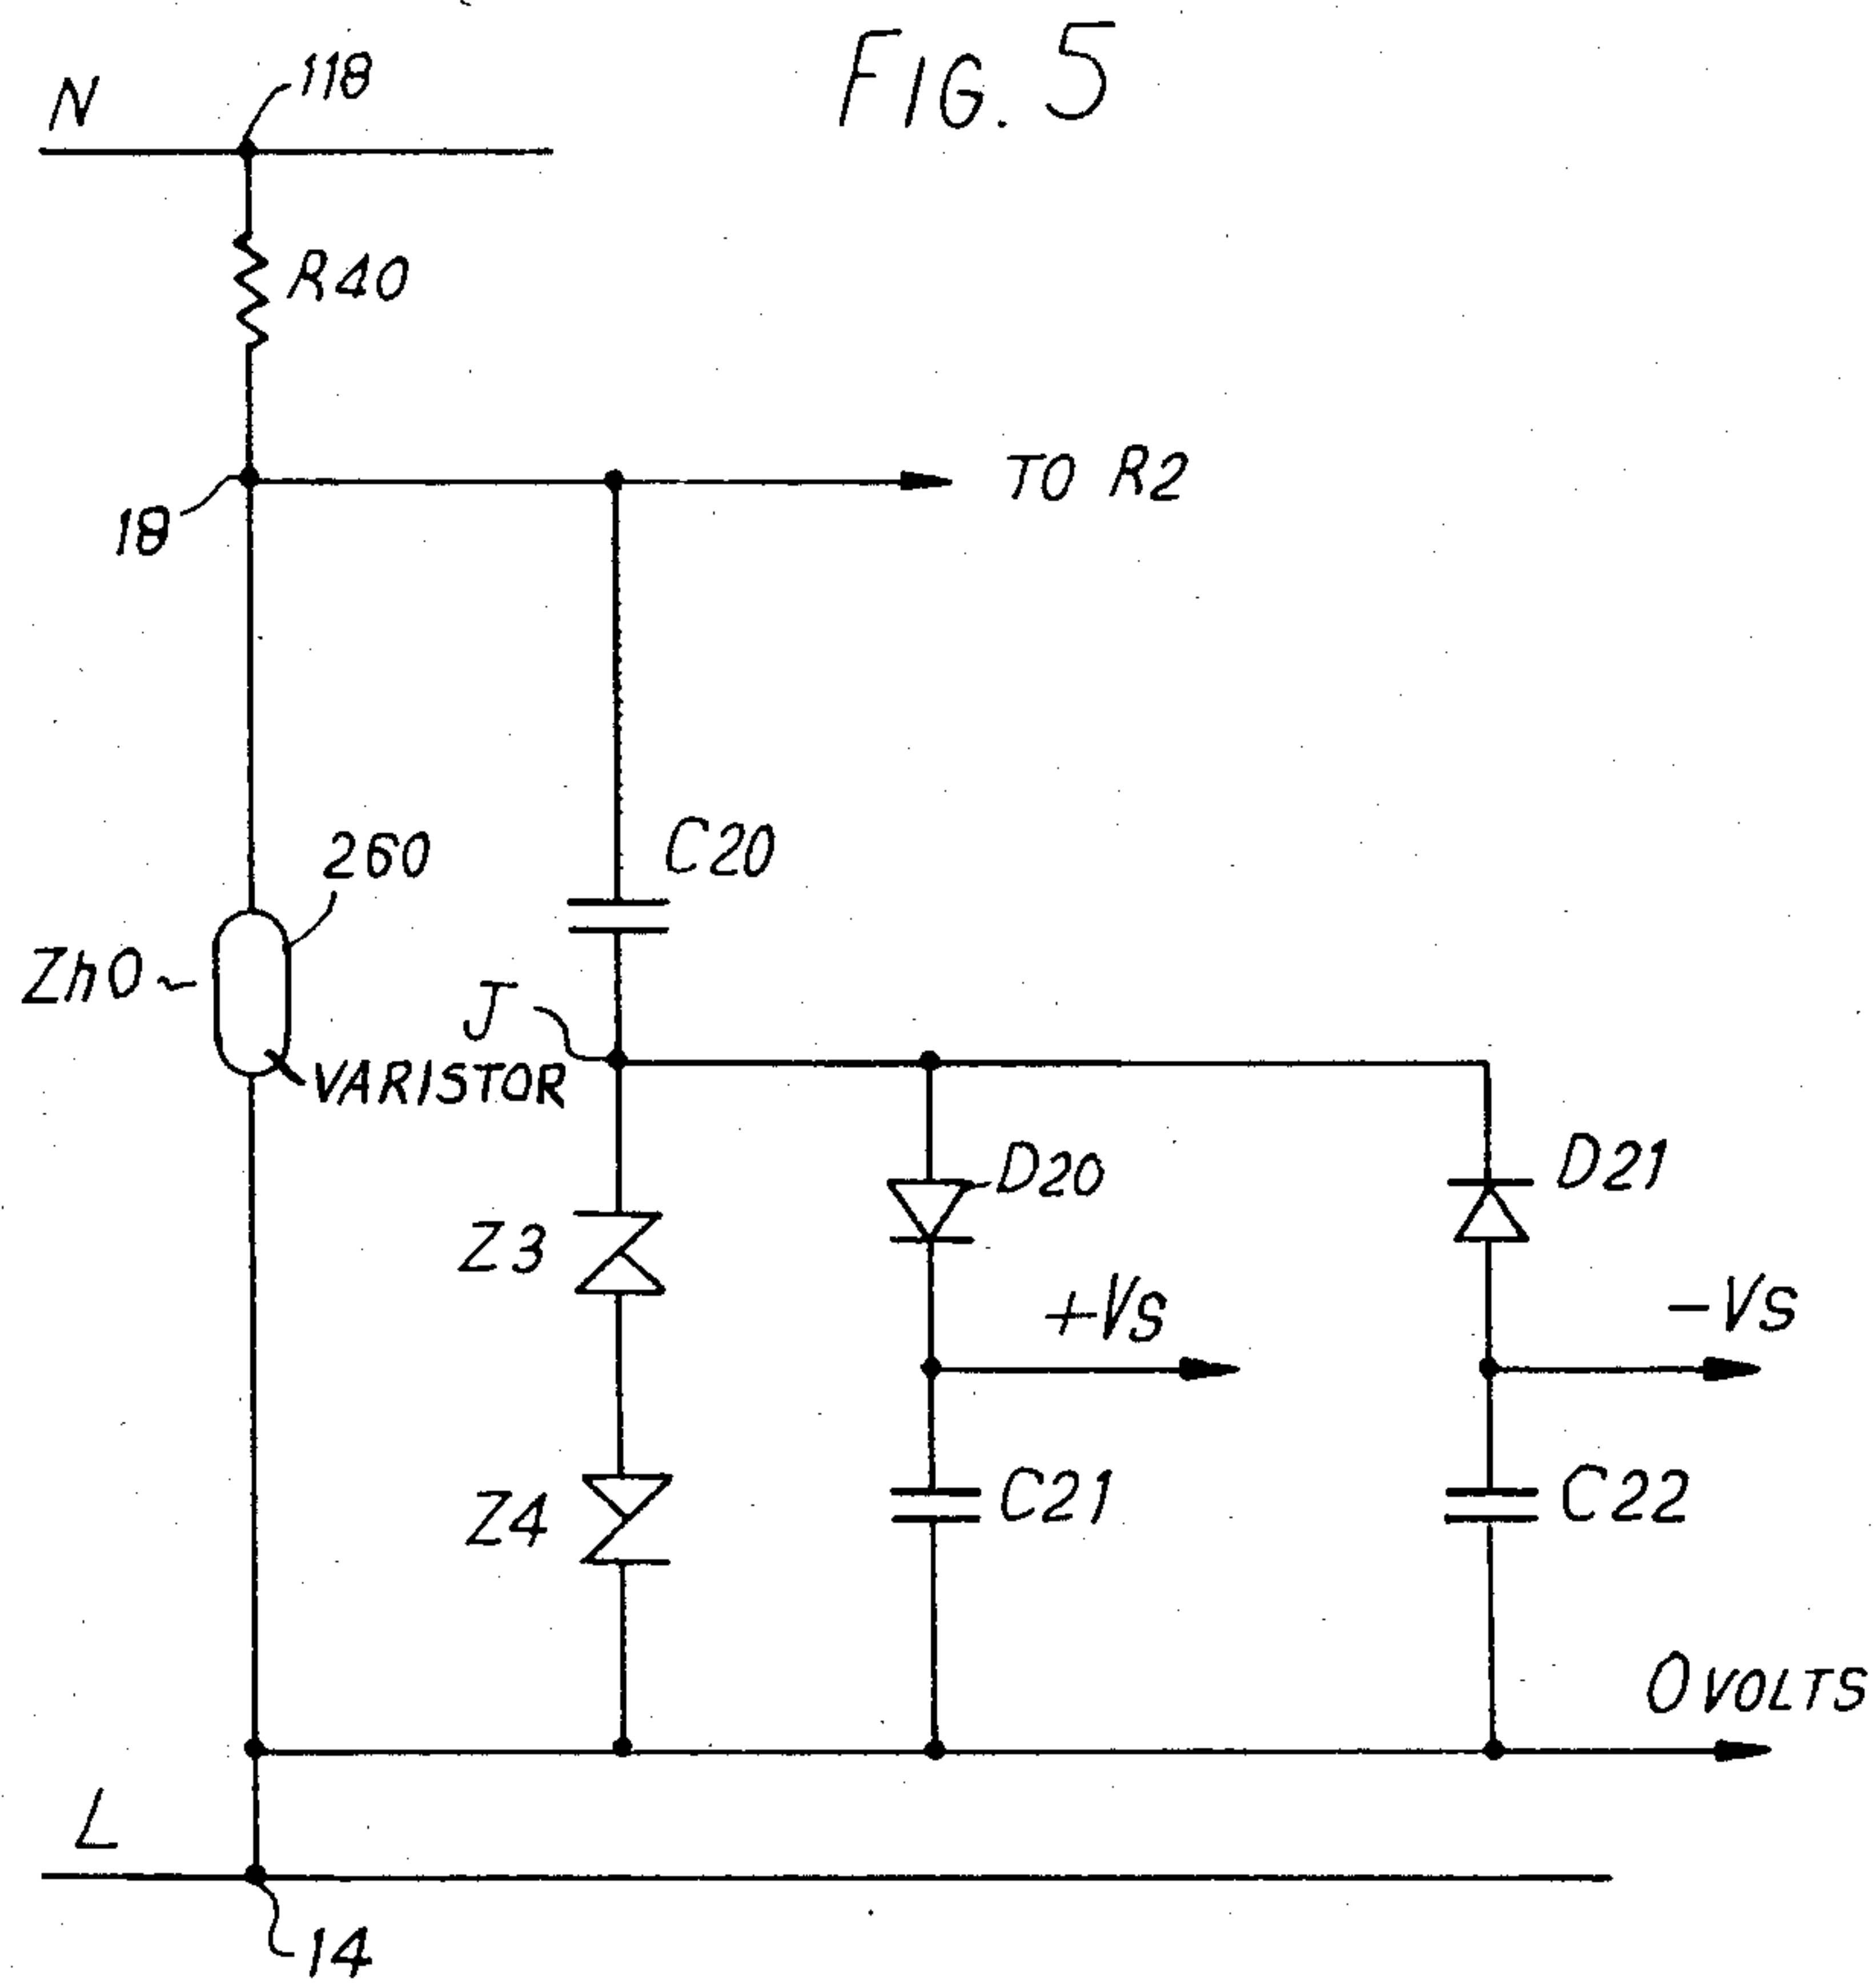 FIG. 5
N
118
R40
TO R2
18
C20
260
ZnO
J
VARISTOR
D20
D21
Z3
+Vs
-Vs
Z4
C21
C22
0 VOLTS
L
14